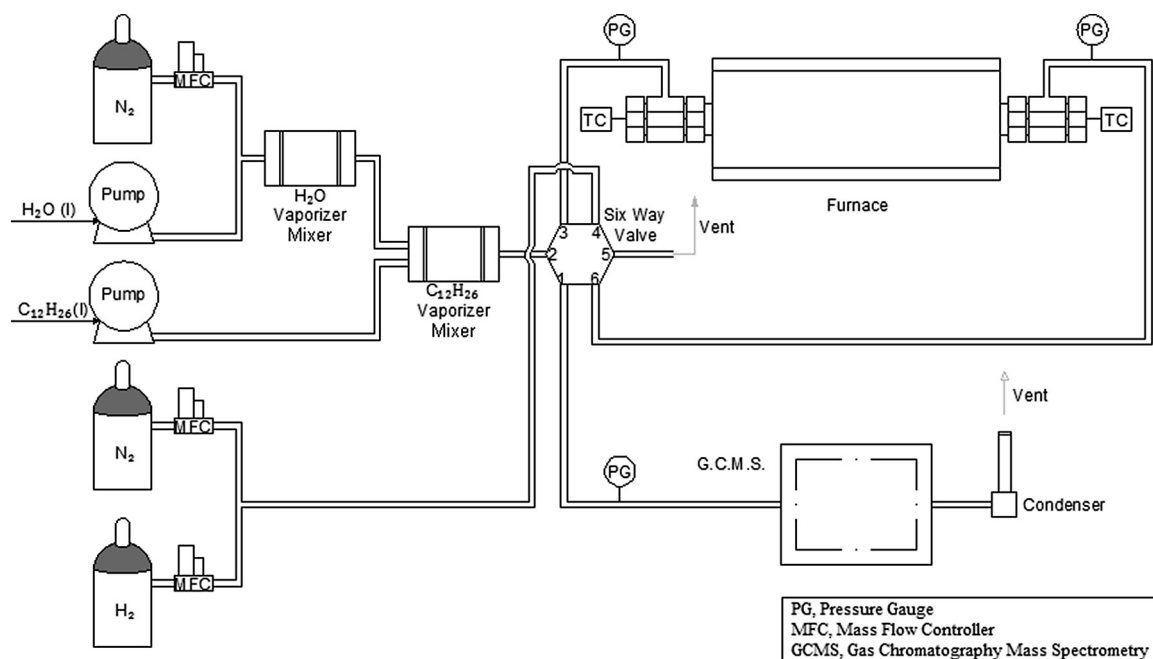 PG
PG
MFC
N₂
TC
TC
Pump
H₂O
Vaporizer
Mixer
H₂O (l)
Furnace
Six Way
Valve
Vent
3
4
2
5
1
6
Pump
C₁₂H₂₆(l)
C₁₂H₂₆
Vaporizer
Mixer
MFC
N₂
Vent
G.C.M.S.
PG
Condenser
MFC
H₂
PG, Pressure Gauge
MFC, Mass Flow Controller
GCMS, Gas Chromatography Mass Spectrometry